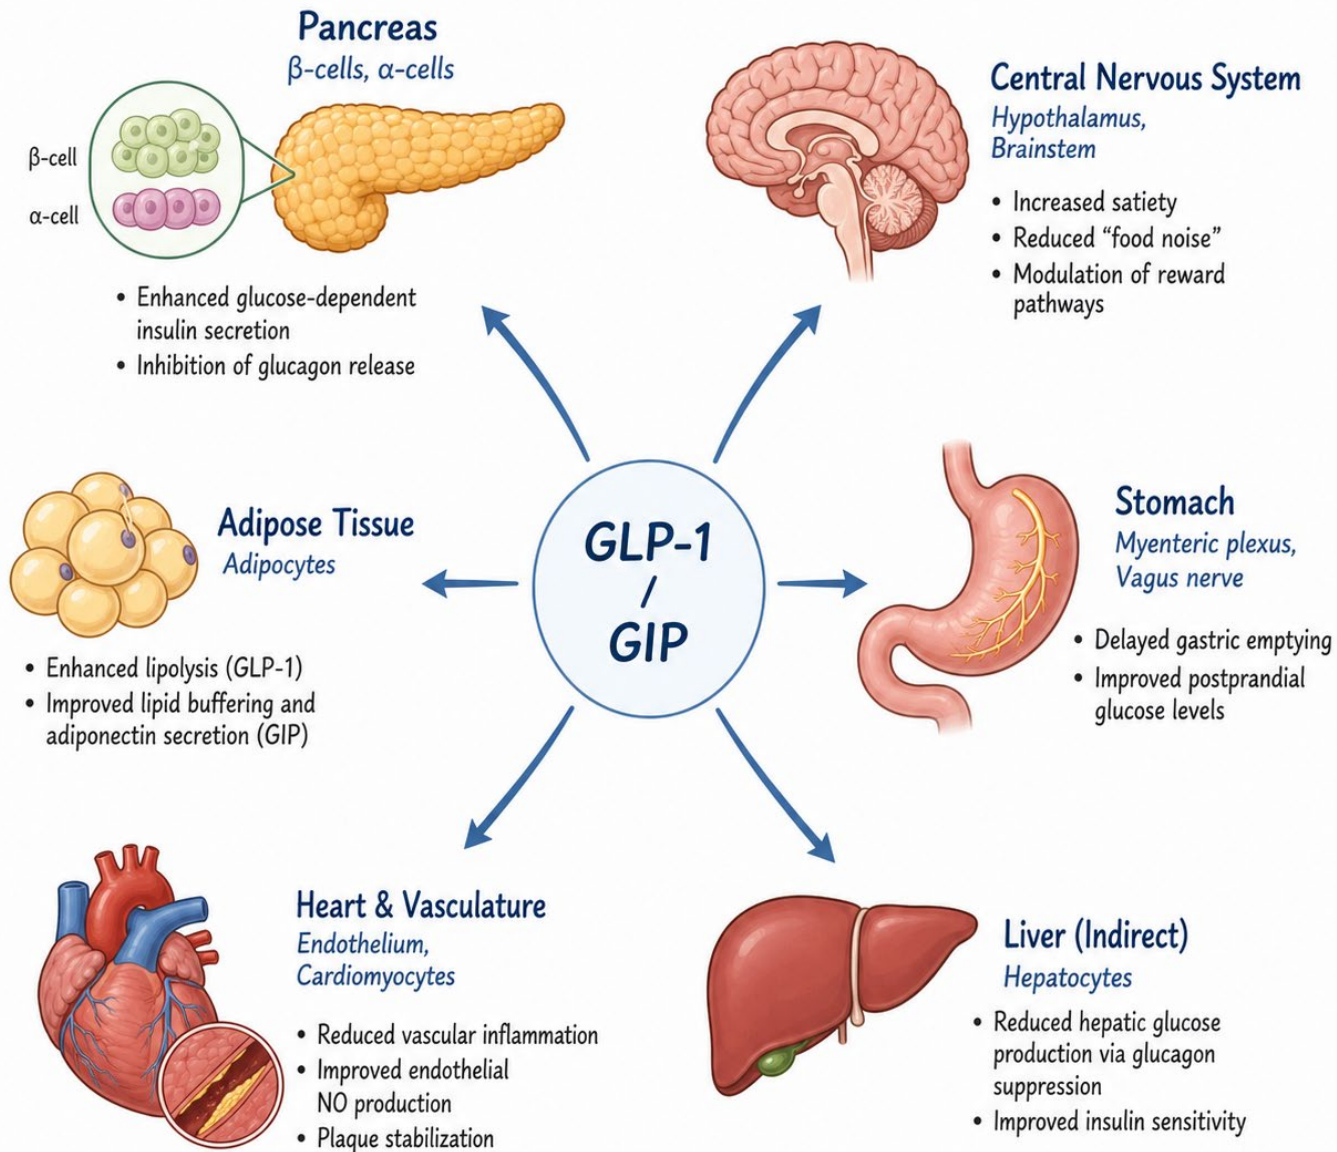 Pancreas
β-cells, α-cells
β-cell
α-cell
• Enhanced glucose-dependent
insulin secretion
• Inhibition of glucagon release
Central Nervous System
Hypothalamus,
Brainstem
• Increased satiety
• Reduced “food noise”
• Modulation of reward
pathways
GLP-1
/
GIP
Adipose Tissue
Adipocytes
• Enhanced lipolysis (GLP-1)
• Improved lipid buffering and
adiponectin secretion (GIP)
Stomach
Myenteric plexus,
Vagus nerve
• Delayed gastric emptying
• Improved postprandial
glucose levels
Heart & Vasculature
Endothelium,
Cardiomyocytes
• Reduced vascular inflammation
• Improved endothelial
NO production
• Plaque stabilization
Liver (Indirect)
Hepatocytes
• Reduced hepatic glucose
production via glucagon
suppression
• Improved insulin sensitivity